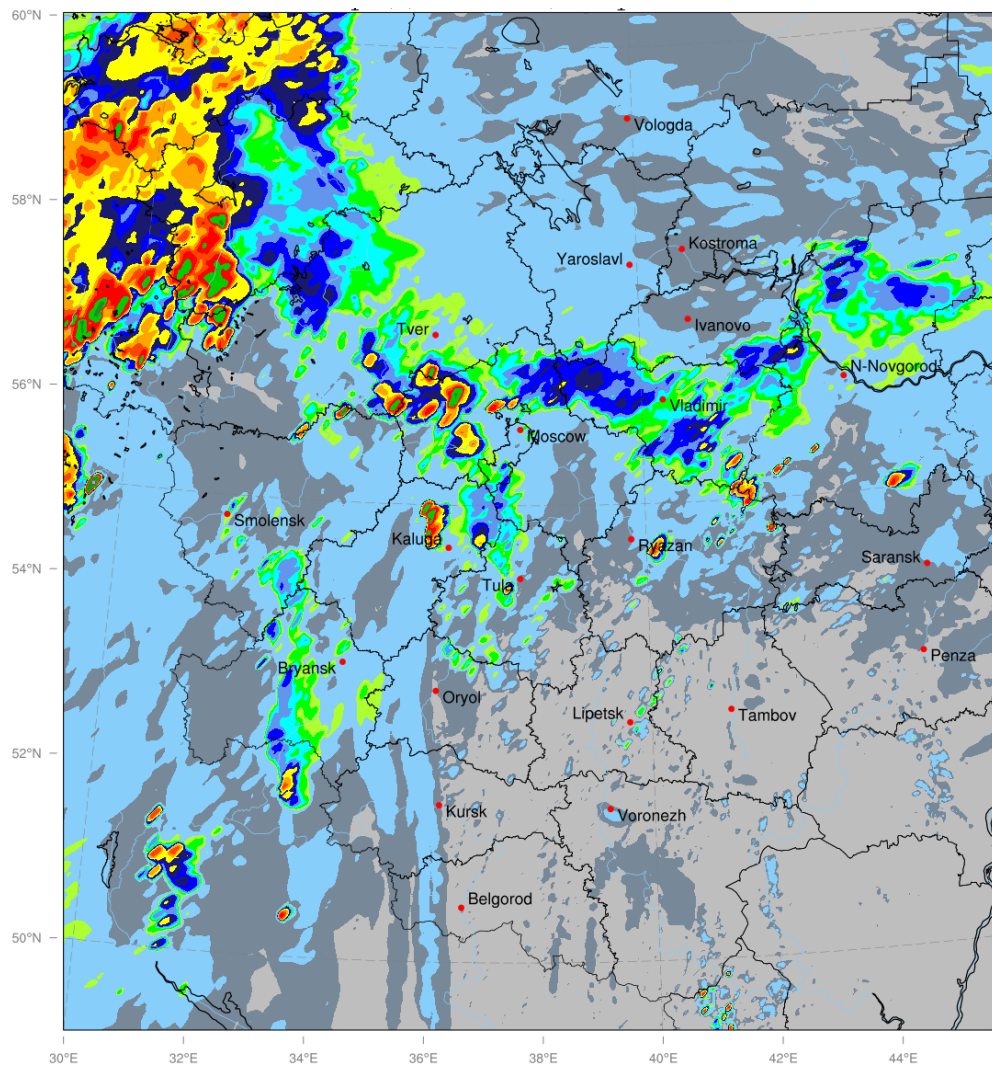 60°N
Vologda
58°N
Kostroma
Yaroslavl
Ivanovo
Tver
56°N
N-Novgorod
Vladimir
Moscow
Smolensk
Kaluga
Ryazan
54°N
Saransk
Tula
Penza
Bryansk
Oryol
Lipetsk
Tambov
52°N
Kursk
Voronezh
Belgorod
50°N
30°E 32°E 34°E 36°E 38°E 40°E 42°E 44°E